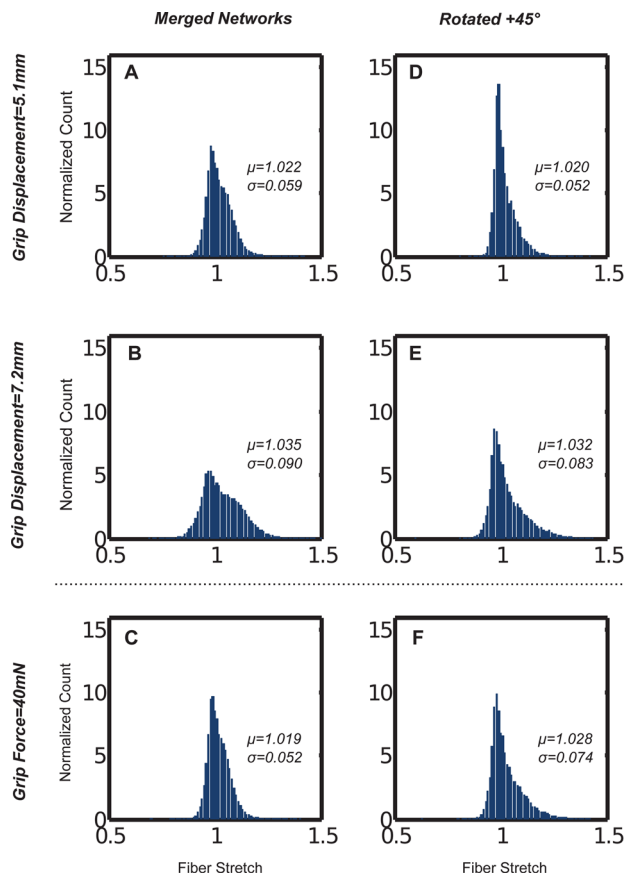 Merged Networks
Rotated +45°
Grip Displacement=5.1mm
Normalized Count
A
15
10
5
0
0.5
1
1.5
μ=1.022
σ=0.059
D
15
10
5
0
0.5
1
1.5
μ=1.020
σ=0.052
Grip Displacement=7.2mm
Normalized Count
B
15
10
5
0
0.5
1
1.5
μ=1.035
σ=0.090
E
15
10
5
0
0.5
1
1.5
μ=1.032
σ=0.083
Grip Force=40mN
Normalized Count
C
15
10
5
0
0.5
1
1.5
μ=1.019
σ=0.052
Fiber Stretch
F
15
10
5
0
0.5
1
1.5
μ=1.028
σ=0.074
Fiber Stretch